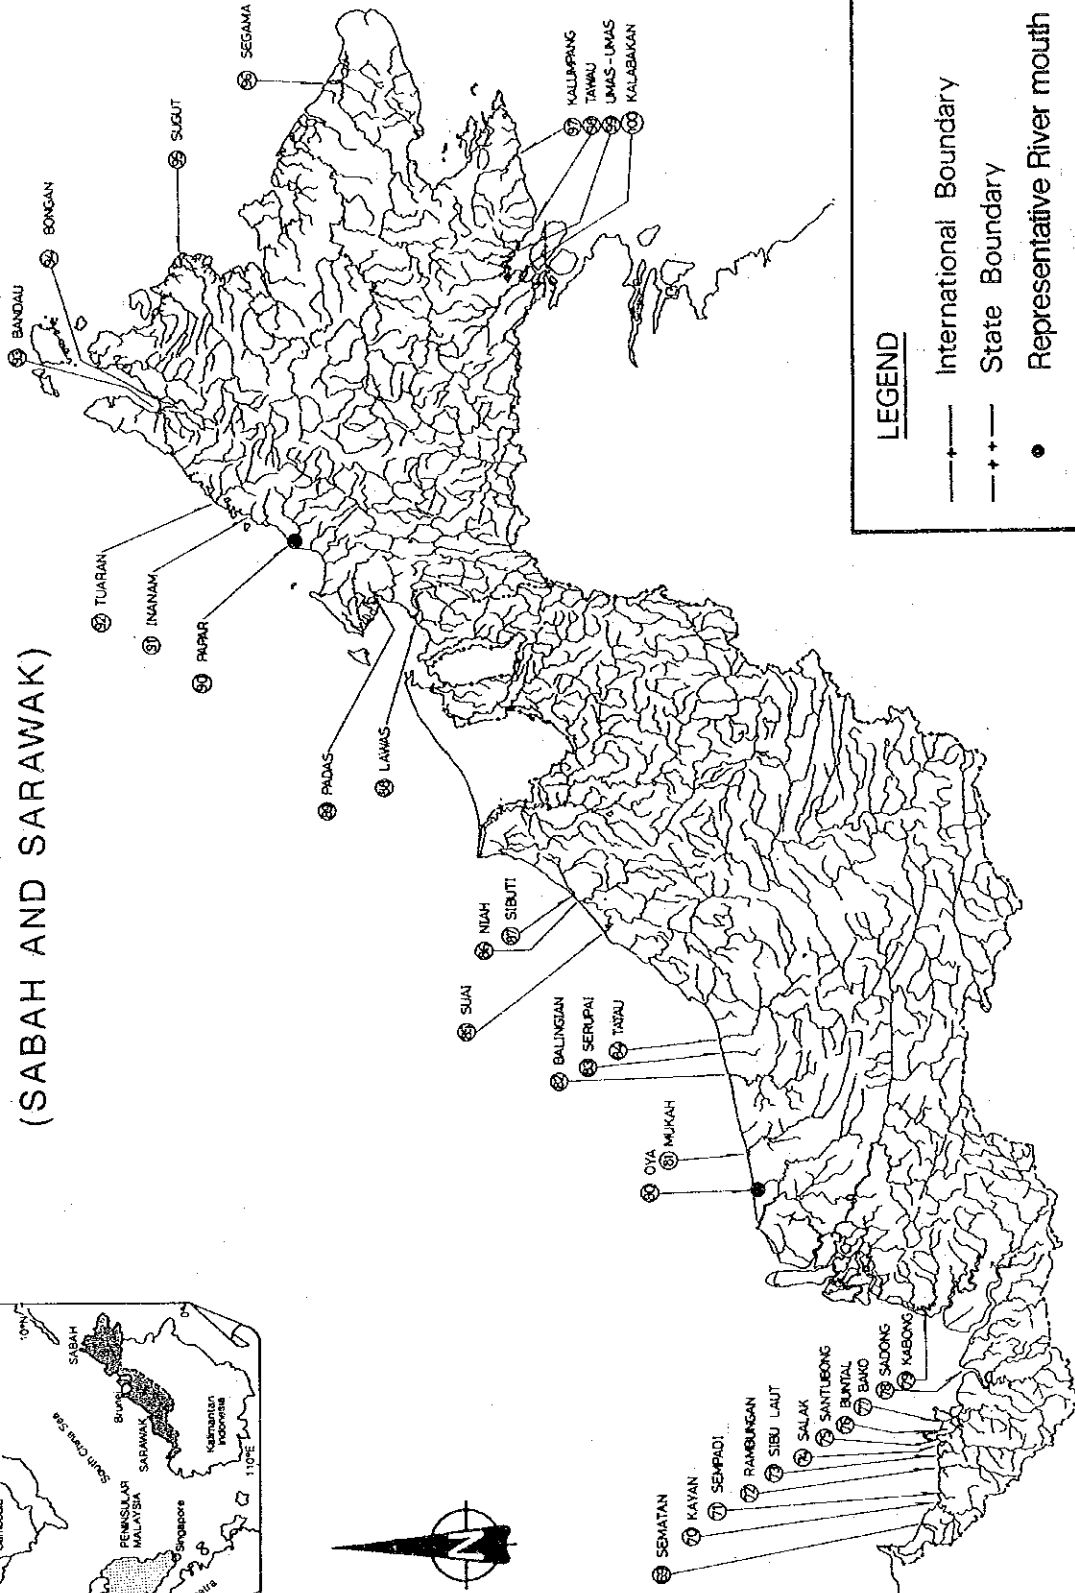 (SABAH AND SARAWAK)
10°N
0°
110°E
SABAH
Brunei
SARAWAK
South China Sea
Kalimantan
Indonesia
PENINSULAR
MALAYSIA
Singapore
N
69 SEMATAN
70 KAYAN
71 SEMPADI
72 RAMBUNGAN
73 SIBU LAUT
74 SALAK
75 SANTUBONG
76 BUNTAL
77 BAKO
78 SADONG
79 KABONG
80 OYA
81 MUKAH
82 BALINGIAN
83 SERUPAI
84 TATAU
85 SUAI
86 NIAH
87 SIBUTI
88 LAWAS
89 PADAS
90 PAPAR
91 INANAM
92 TUARAN
93 BANDAU
94 BONGAN
95 SUGUT
96 SEGAMA
97 KALUMPANG
98 TAWAU
99 UMAS-UMAS
100 KALABAKAN
LEGEND
International Boundary
State Boundary
Representative River mouth